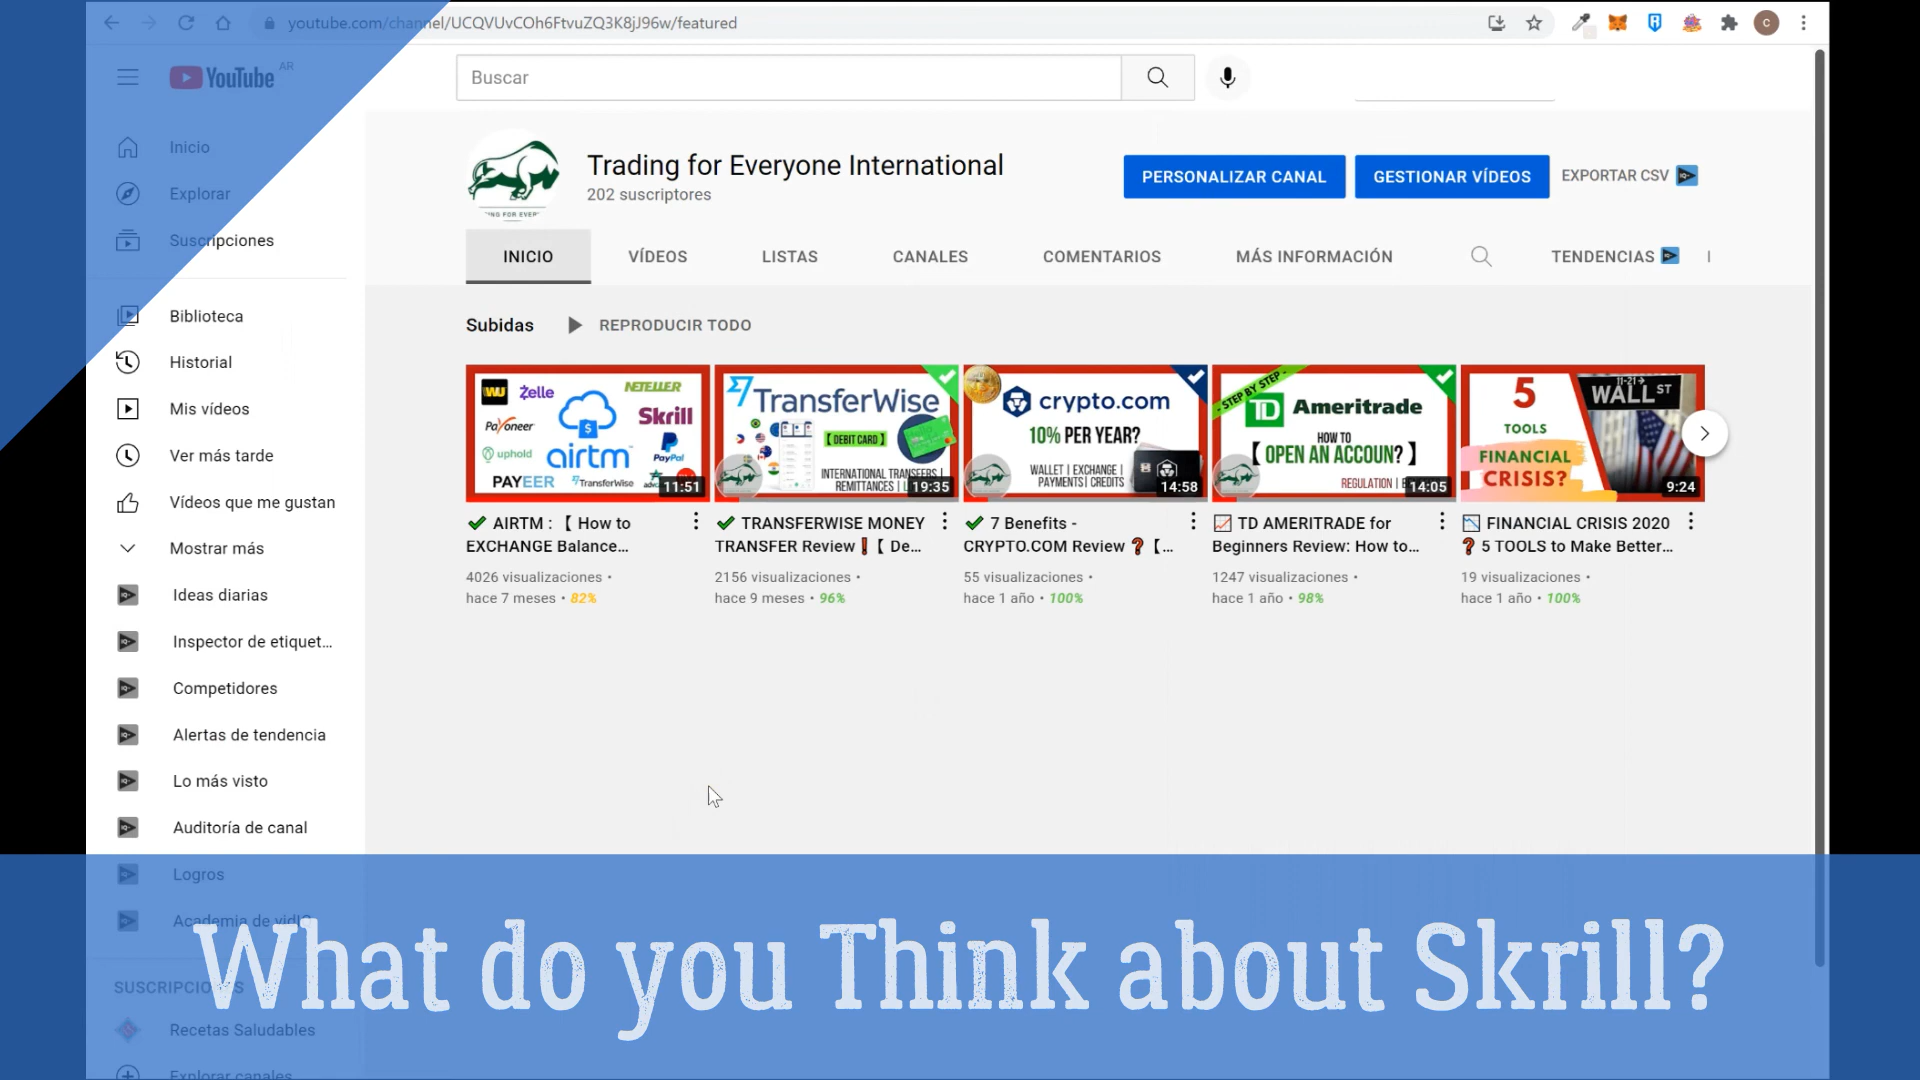 youtube.com/channel/UCQVUvCOh6FtvuZQ3K8jJ96w/featured
C
YouTube AR
Buscar
Inicio
Explorar
Suscripciones
Biblioteca
Historial
Mis vídeos
Ver más tarde
Vídeos que me gustan
Mostrar más
Ideas diarias
Inspector de etiquet...
Competidores
Alertas de tendencia
Lo más visto
Auditoría de canal
Logros
Academia de vidIQ
SUSCRIPCIONES
Recetas Saludables
Explorar canales
Trading for Everyone International
202 suscriptores
PERSONALIZAR CANAL
GESTIONAR VÍDEOS
EXPORTAR CSV
INICIO
VÍDEOS
LISTAS
CANALES
COMENTARIOS
MÁS INFORMACIÓN
TENDENCIAS
Subidas
REPRODUCIR TODO
WU
Zelle
NETELLER
Payoneer
Skrill
uphold
airtm
PayPal
PAYEER
TransferWise
11:51
✔ AIRTM : 【 How to
EXCHANGE Balance...
4026 visualizaciones •
hace 7 meses • 82%
TransferWise
【 DEBIT CARD 】
INTERNATIONAL TRANSFERS |
REMITTANCES |
19:35
✔ TRANSFERWISE MONEY
TRANSFER Review ❗【 De...
2156 visualizaciones •
hace 9 meses • 96%
crypto.com
10% PER YEAR?
WALLET | EXCHANGE |
PAYMENTS | CREDITS
14:58
✔ 7 Benefits -
CRYPTO.COM Review ❓【...
55 visualizaciones •
hace 1 año • 100%
- STEP BY STEP -
TD Ameritrade
HOW TO
【 OPEN AN ACCOUN? 】
REGULATION |
14:05
📈 TD AMERITRADE for
Beginners Review: How to...
1247 visualizaciones •
hace 1 año • 98%
5
TOOLS
FINANCIAL
CRISIS?
11-21
WALL ST
9:24
📉 FINANCIAL CRISIS 2020
❓ 5 TOOLS to Make Better...
19 visualizaciones •
hace 1 año • 100%
What do you Think about Skrill?